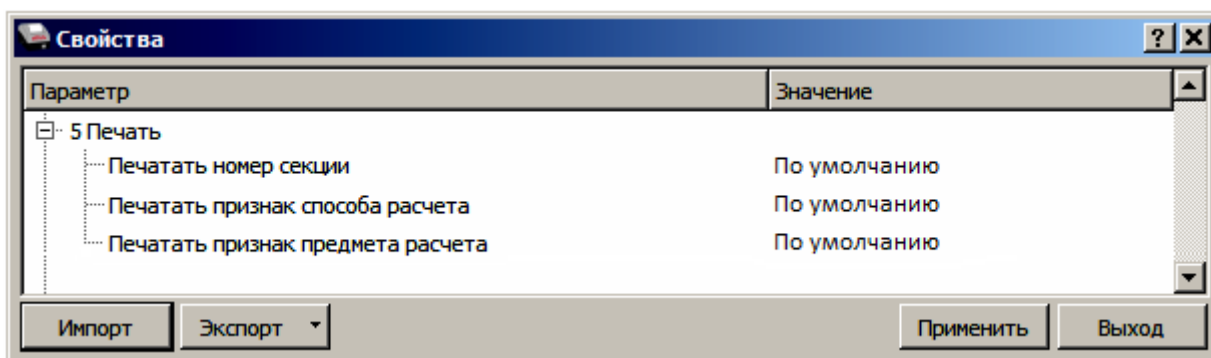 Свойства
Параметр Значение
5 Печать
Печатать номер секции По умолчанию
Печатать признак способа расчета По умолчанию
Печатать признак предмета расчета По умолчанию
Импорт Экспорт Применить Выход